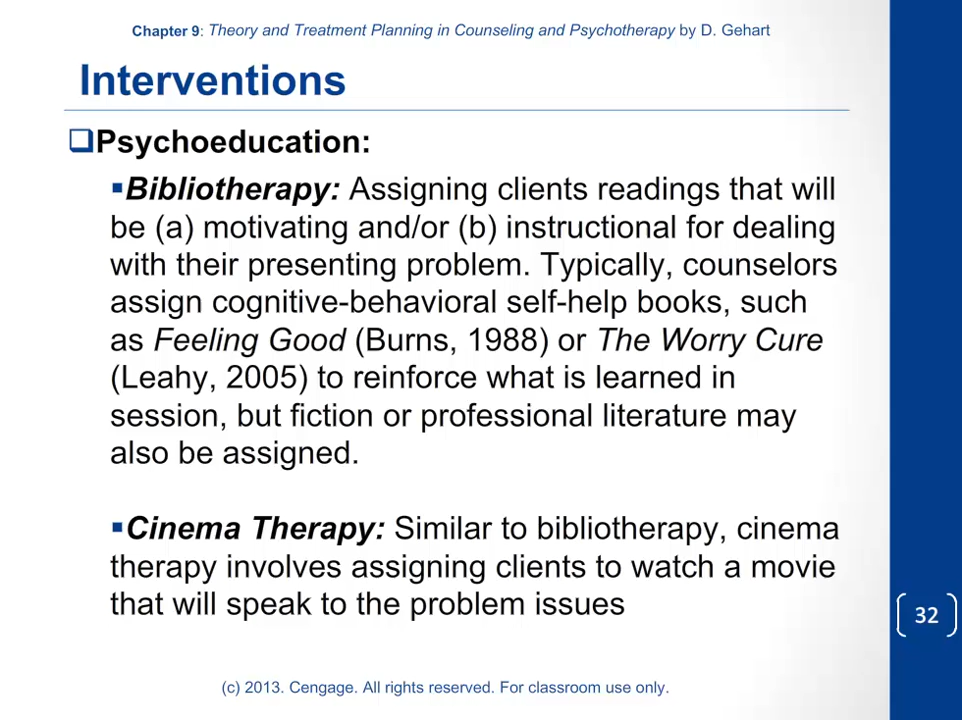 Chapter 9: Theory and Treatment Planning in Counseling and Psychotherapy by D. Gehart
Interventions
Psychoeducation:
Bibliotherapy: Assigning clients readings that will
be (a) motivating and/or (b) instructional for dealing
with their presenting problem. Typically, counselors
assign cognitive-behavioral self-help books, such
as Feeling Good (Burns, 1988) or The Worry Cure
(Leahy, 2005) to reinforce what is learned in
session, but fiction or professional literature may
also be assigned.
Cinema Therapy: Similar to bibliotherapy, cinema
therapy involves assigning clients to watch a movie
that will speak to the problem issues
32
(c) 2013. Cengage. All rights reserved. For classroom use only.